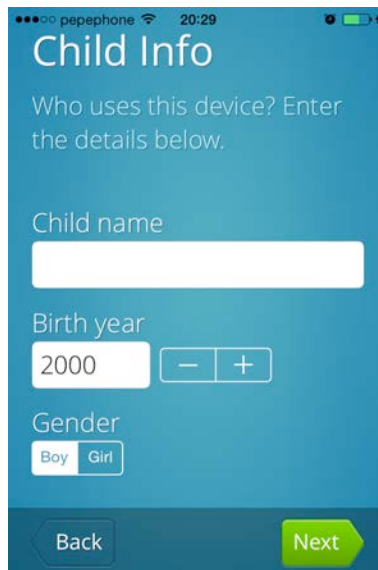 pepephone 20:29
Child Info
Who uses this device? Enter
the details below.
Child name
Birth year
2000 − +
Gender
Boy Girl
Back Next